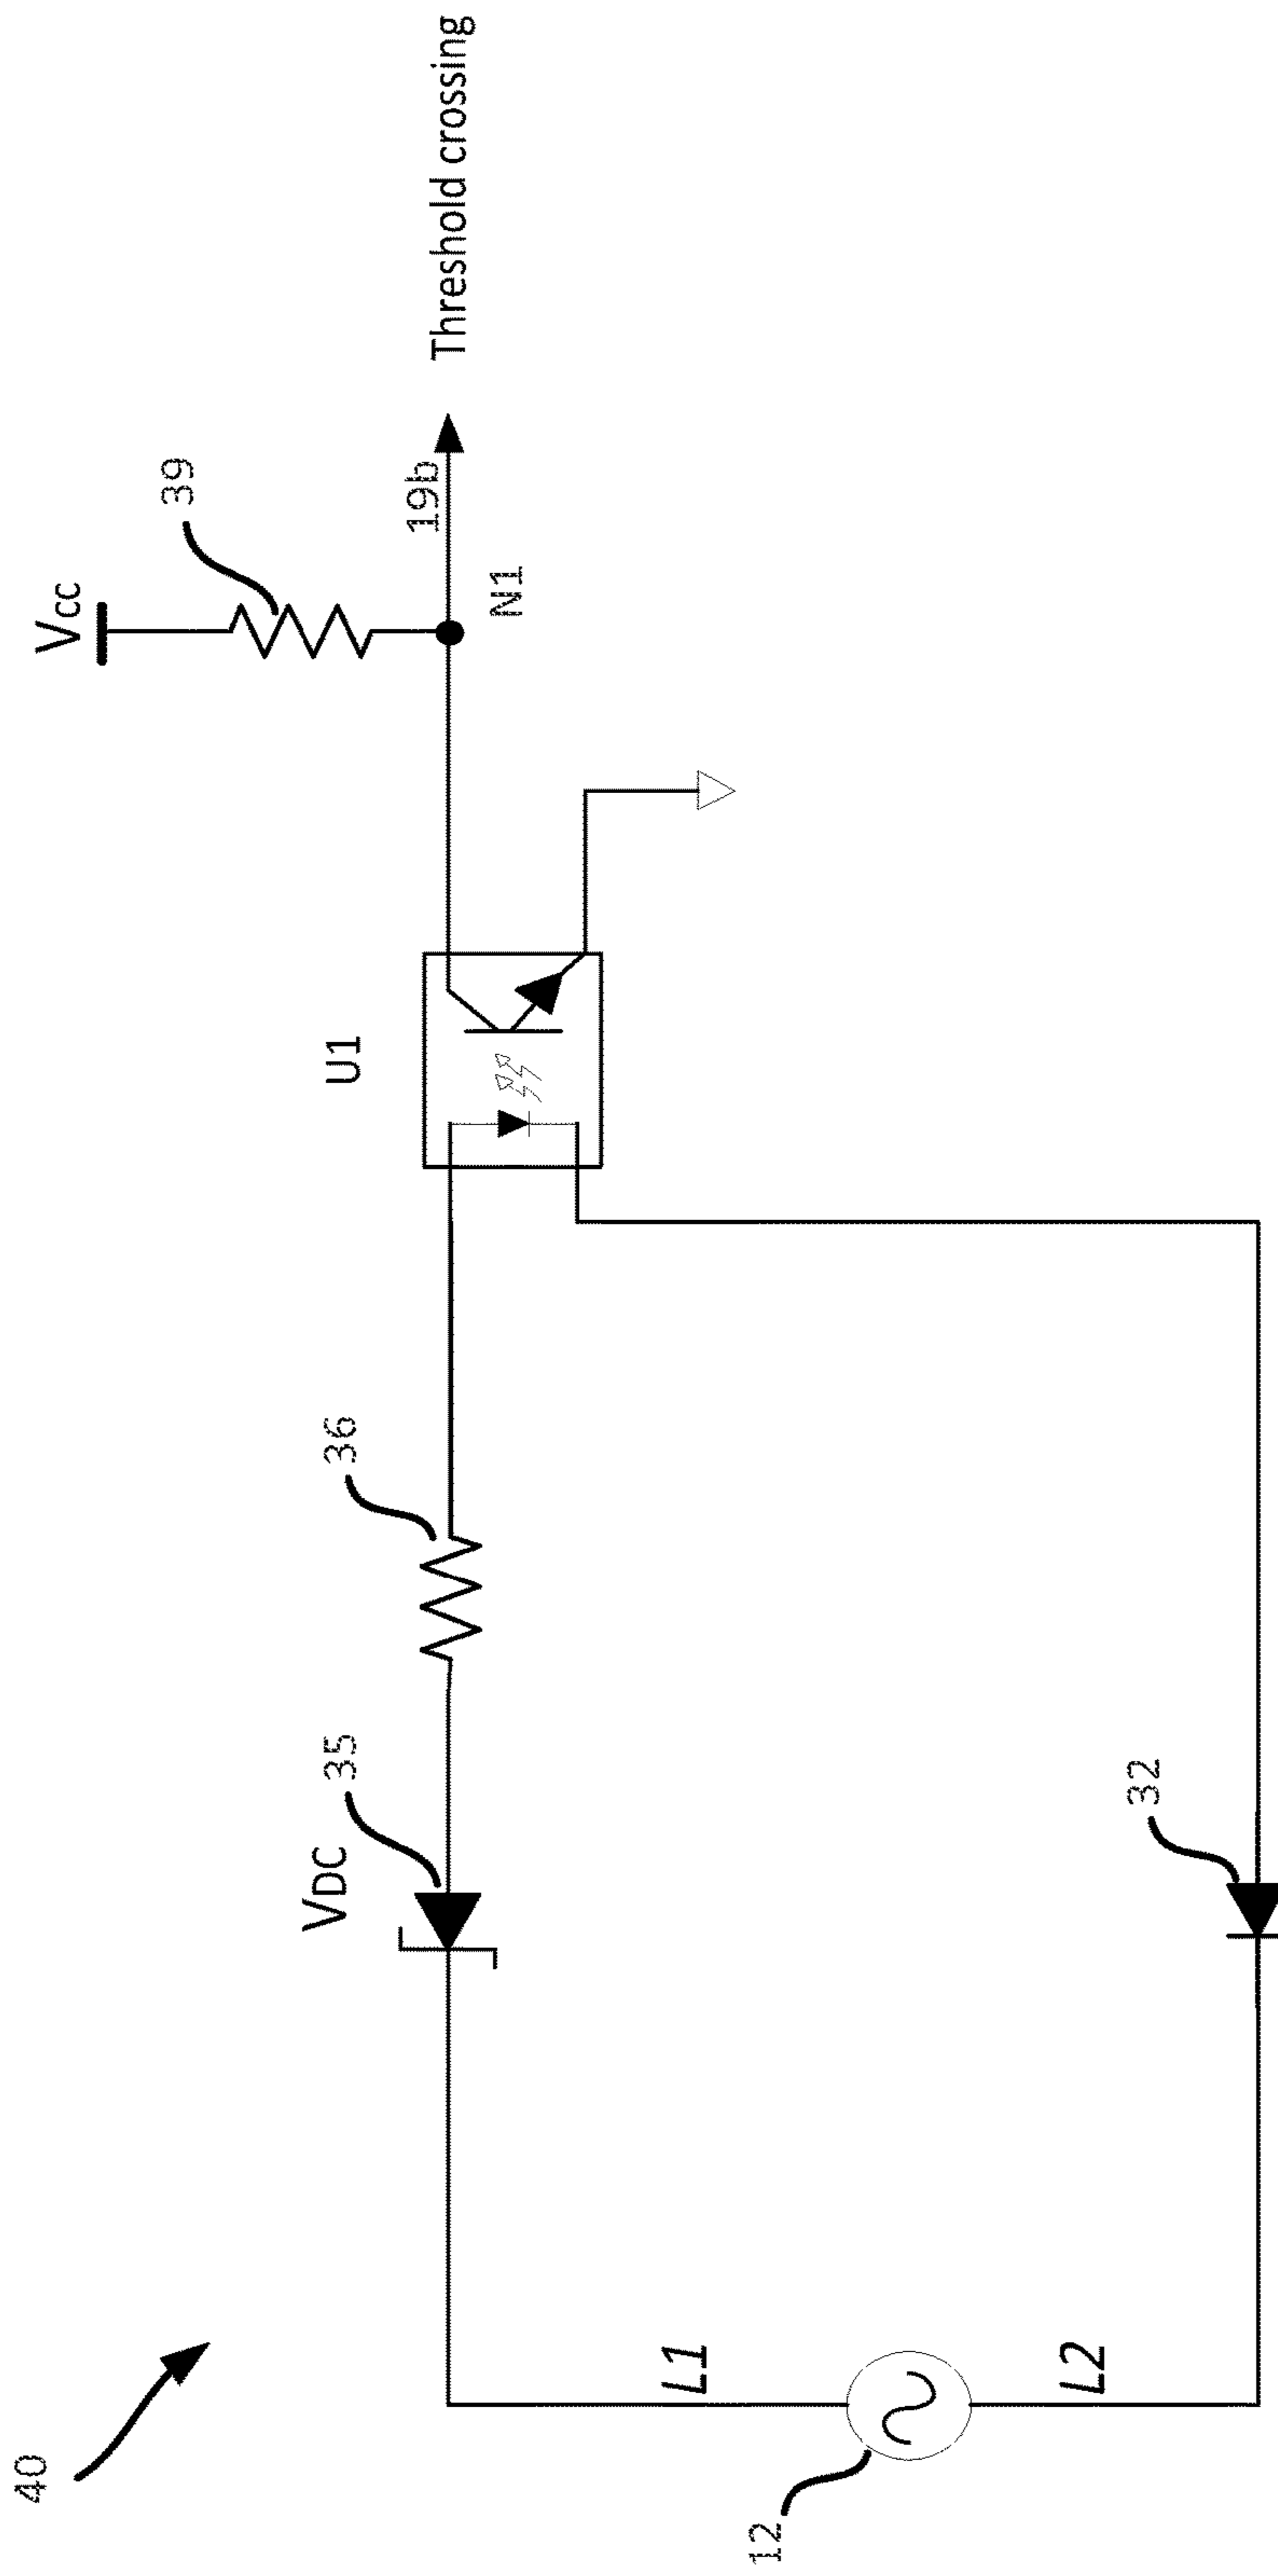 40
12
L1
L2
VDC
35
36
32
U1
VCC
39
19b
N1
Threshold crossing